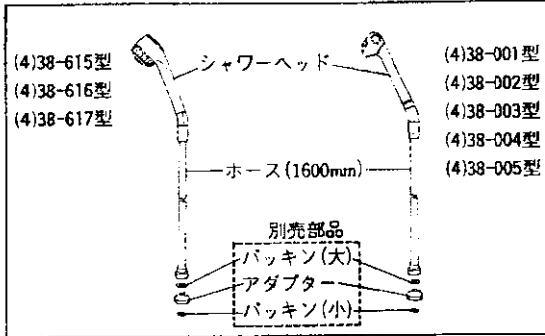 (4)38-615型
(4)38-616型
(4)38-617型
シャワーヘッド
(4)38-001型
(4)38-002型
(4)38-003型
(4)38-004型
(4)38-005型
ホース(1600mm)
別売部品
パッキン(大)
アダプター
パッキン(小)